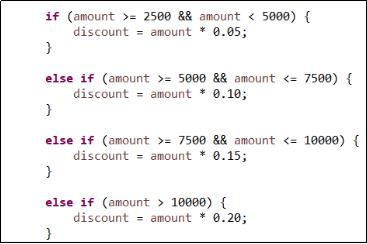 if (amount >= 2500 && amount < 5000) {
    discount = amount * 0.05;
}
else if (amount >= 5000 && amount <= 7500) {
    discount = amount * 0.10;
}
else if (amount >= 7500 && amount <= 10000) {
    discount = amount * 0.15;
}
else if (amount > 10000) {
    discount = amount * 0.20;
}